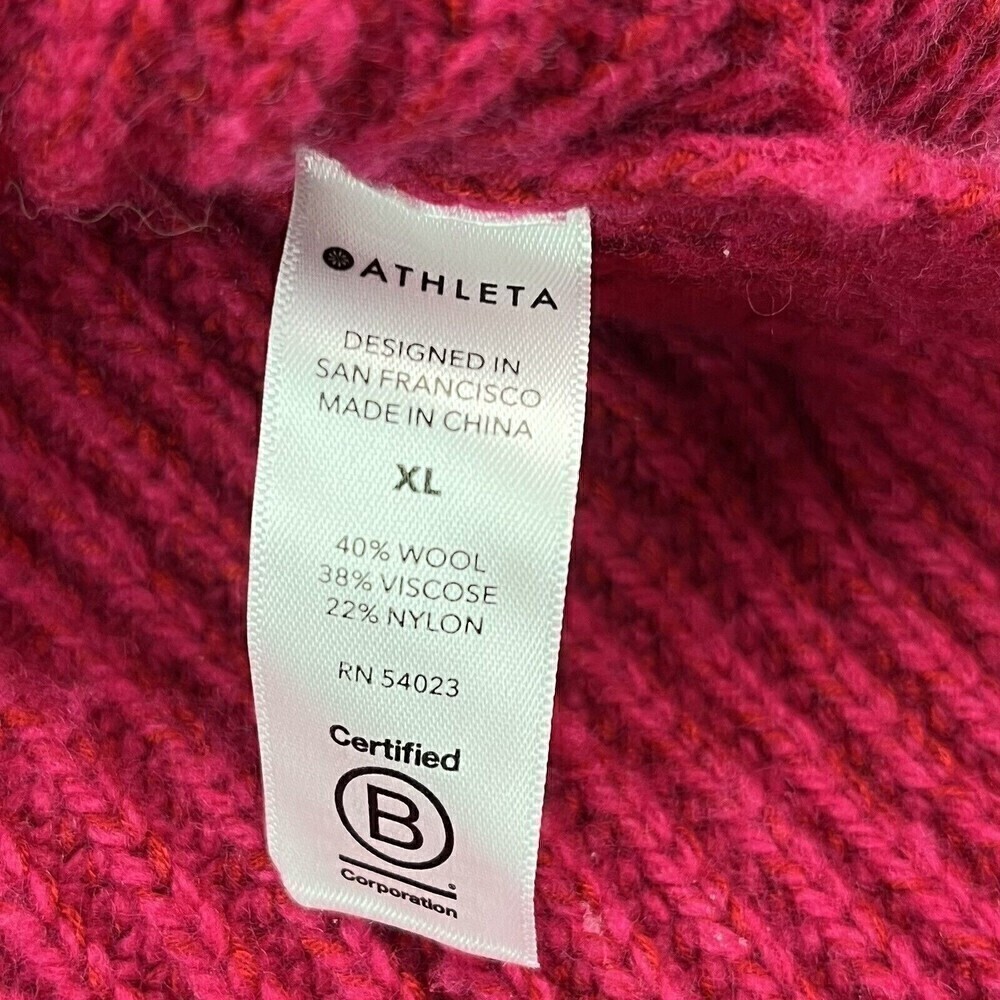 ATHLETA
DESIGNED IN
SAN FRANCISCO
MADE IN CHINA
XL
40% WOOL
38% VISCOSE
22% NYLON
RN 54023
Certified
B
®
Corporation